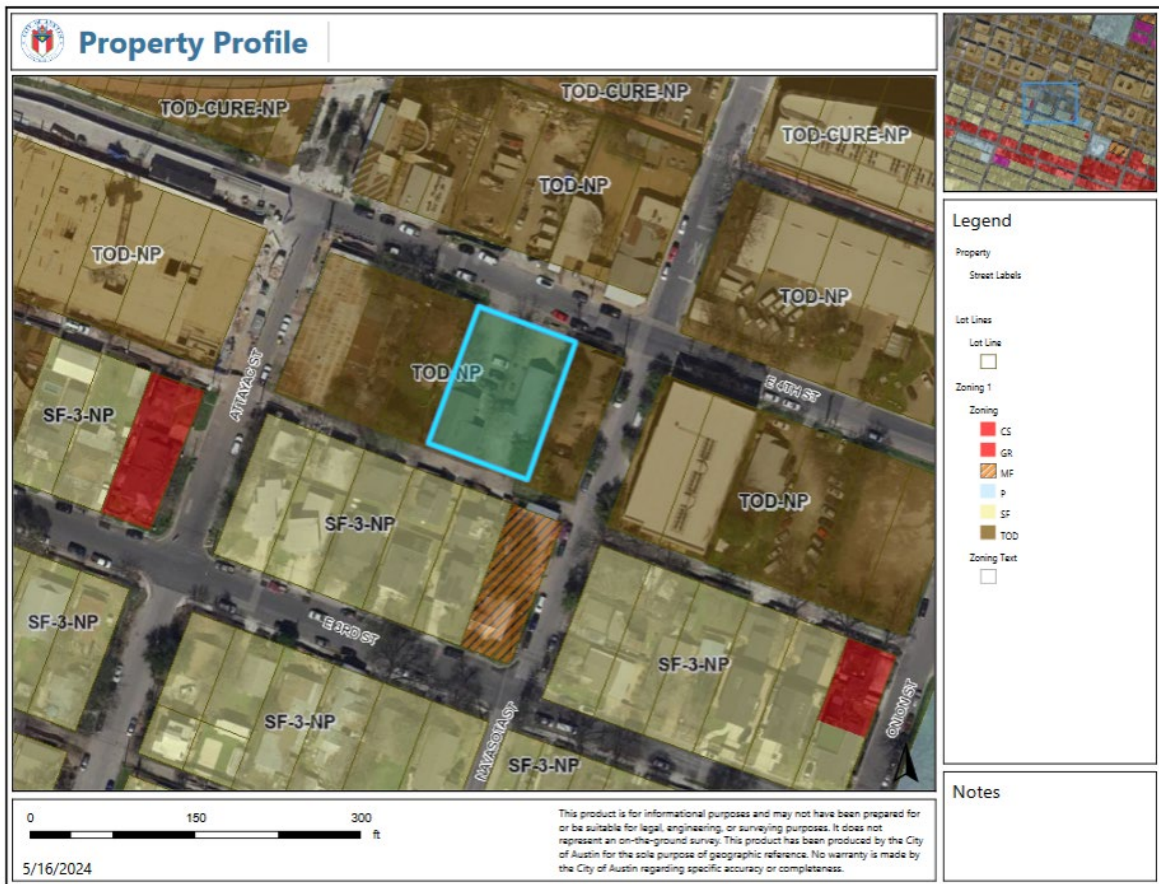 CITY OF AUSTIN
Property Profile
TOD-CURE-NP
TOD-CURE-NP
TOD-CURE-NP
TOD-NP
TOD-NP
TOD-NP
TOD-NP
E 4TH ST
ATTAYAC ST
SF-3-NP
TOD-NP
SF-3-NP
E 3RD ST
SF-3-NP
SF-3-NP
SF-3-NP
NAVASOTA ST
ONION ST
SF-3-NP
Legend
Property
Street Labels
Lot Lines
Lot Line
Zoning 1
Zoning
CS
GR
MF
P
SF
TOD
Zoning Text
Notes
0 150 300
ft
5/16/2024
This product is for informational purposes and may not have been prepared for
or be suitable for legal, engineering, or surveying purposes. It does not
represent an on-the-ground survey. This product has been produced by the City
of Austin for the sole purpose of geographic reference. No warranty is made by
the City of Austin regarding specific accuracy or completeness.